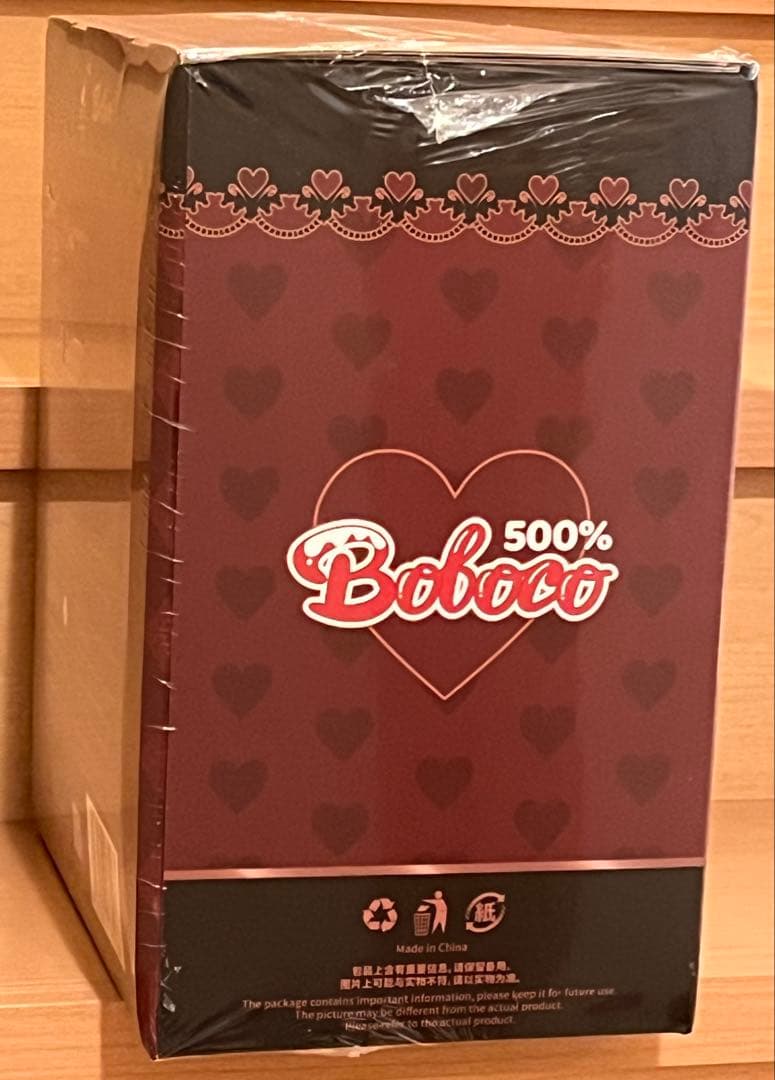 500%
Boboco
紙
Made in China
包装上含有重要信息,请保留备用。
图片上可能与实物不符,请以实物为准。
The package contains important information, please keep it for future use.
The picture may be different from the actual product.
Please refer to the actual product.